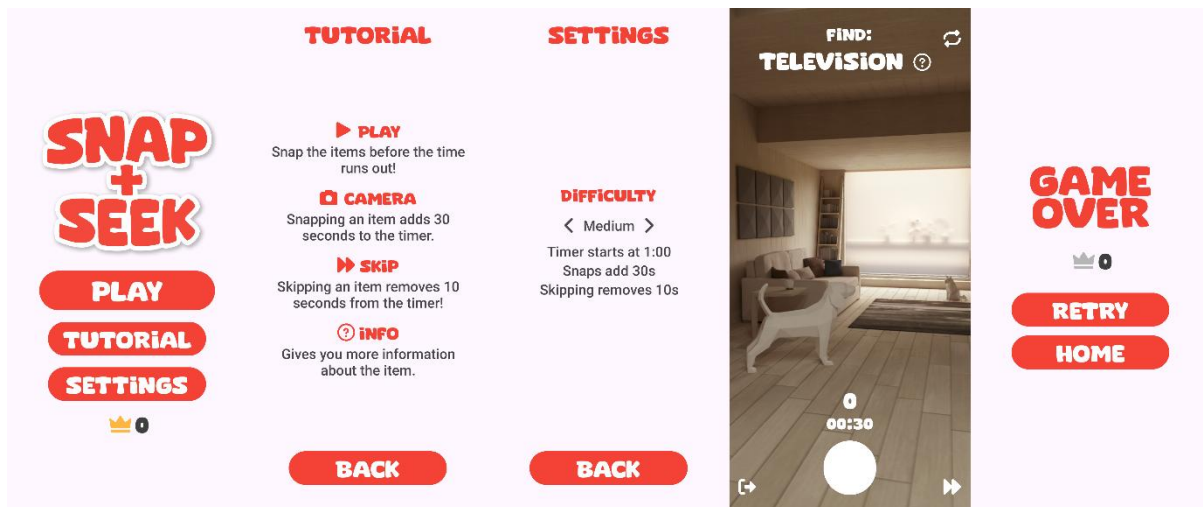 SNAP
+
SEEK
PLAY
TUTORiAL
SETTiNGS
0
TUTORiAL
PLAY
Snap the items before the time
runs out!
CAMERA
Snapping an item adds 30
seconds to the timer.
SKiP
Skipping an item removes 10
seconds from the timer!
? iNFO
Gives you more information
about the item.
BACK
SETTiNGS
DiFFiCULTY
< Medium >
Timer starts at 1:00
Snaps add 30s
Skipping removes 10s
BACK
FiND:
TELEViSiON ?
0
00:30
GAME
OVER
0
RETRY
HOME